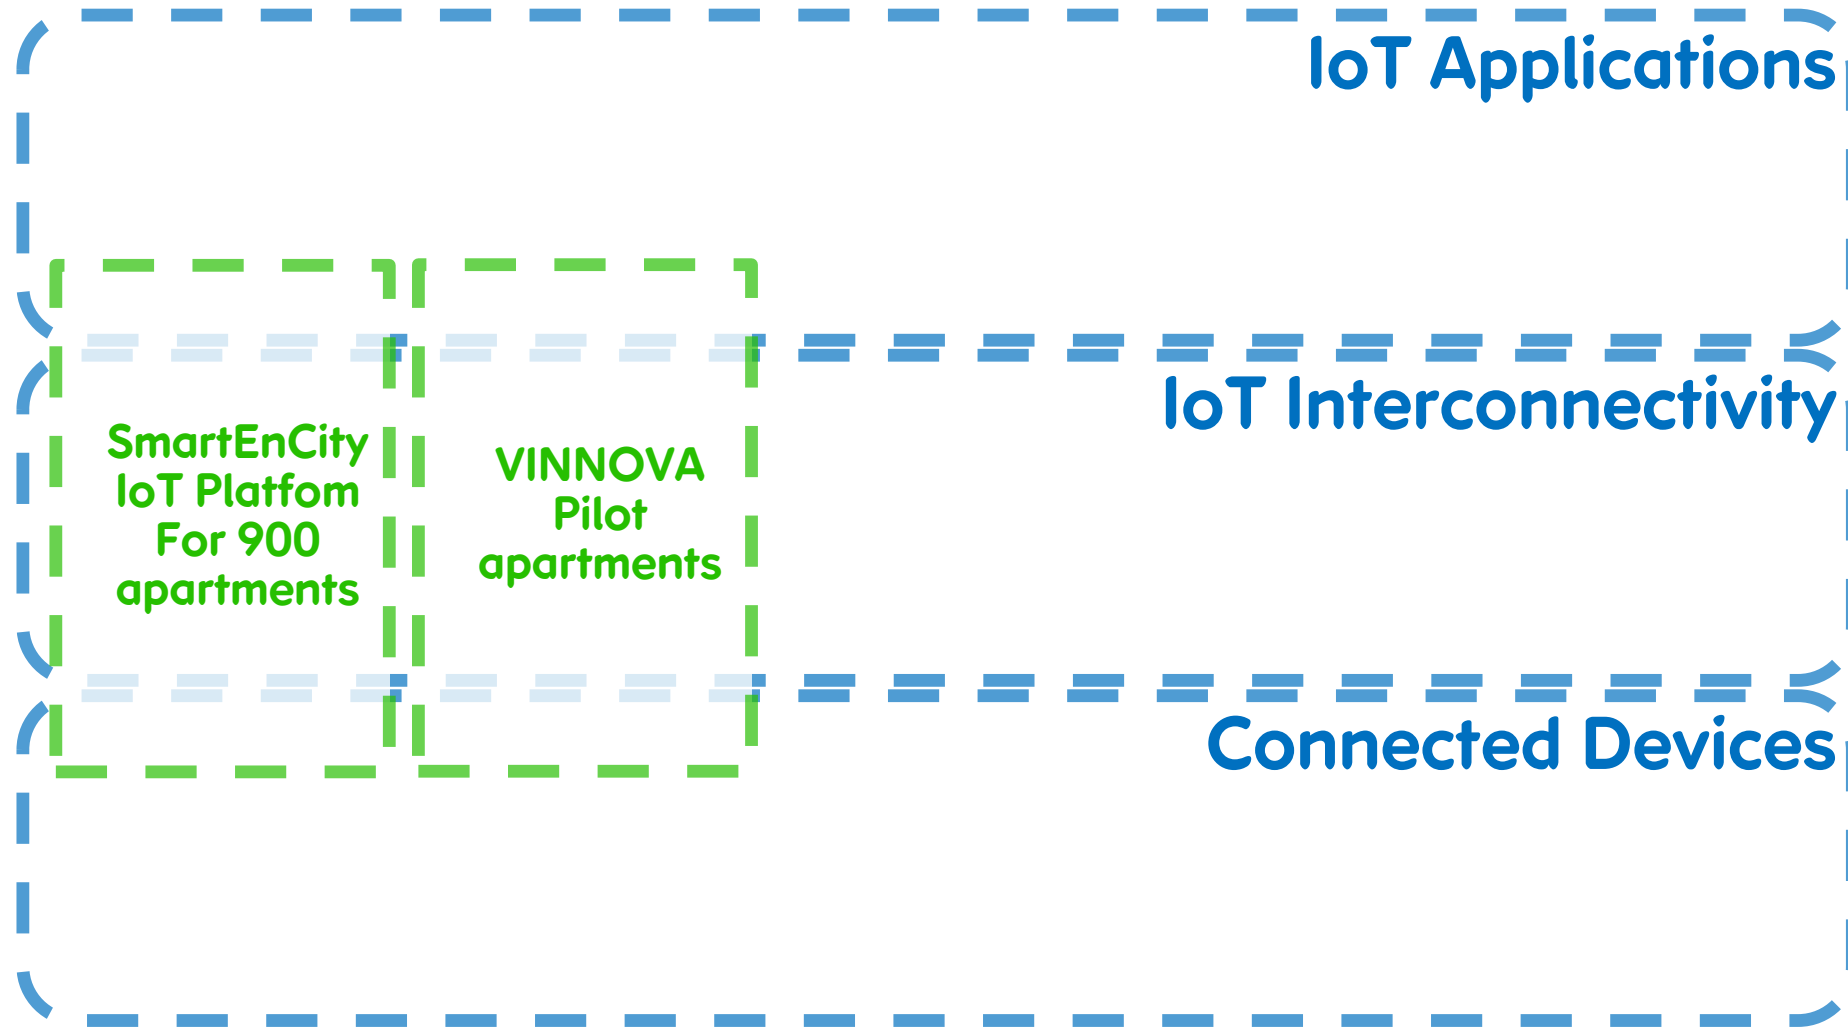 IoT Applications
IoT Interconnectivity
SmartEnCity
IoT Platfom
For 900
apartments
VINNOVA
Pilot
apartments
Connected Devices